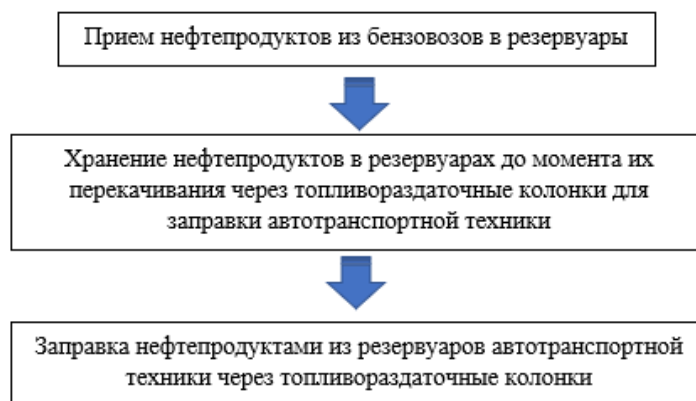 Прием нефтепродуктов из бензовозов в резервуары
Хранение нефтепродуктов в резервуарах до момента их
перекачивания через топливораздаточные колонки для
заправки автотранспортной техники
Заправка нефтепродуктами из резервуаров автотранспортной
техники через топливораздаточные колонки